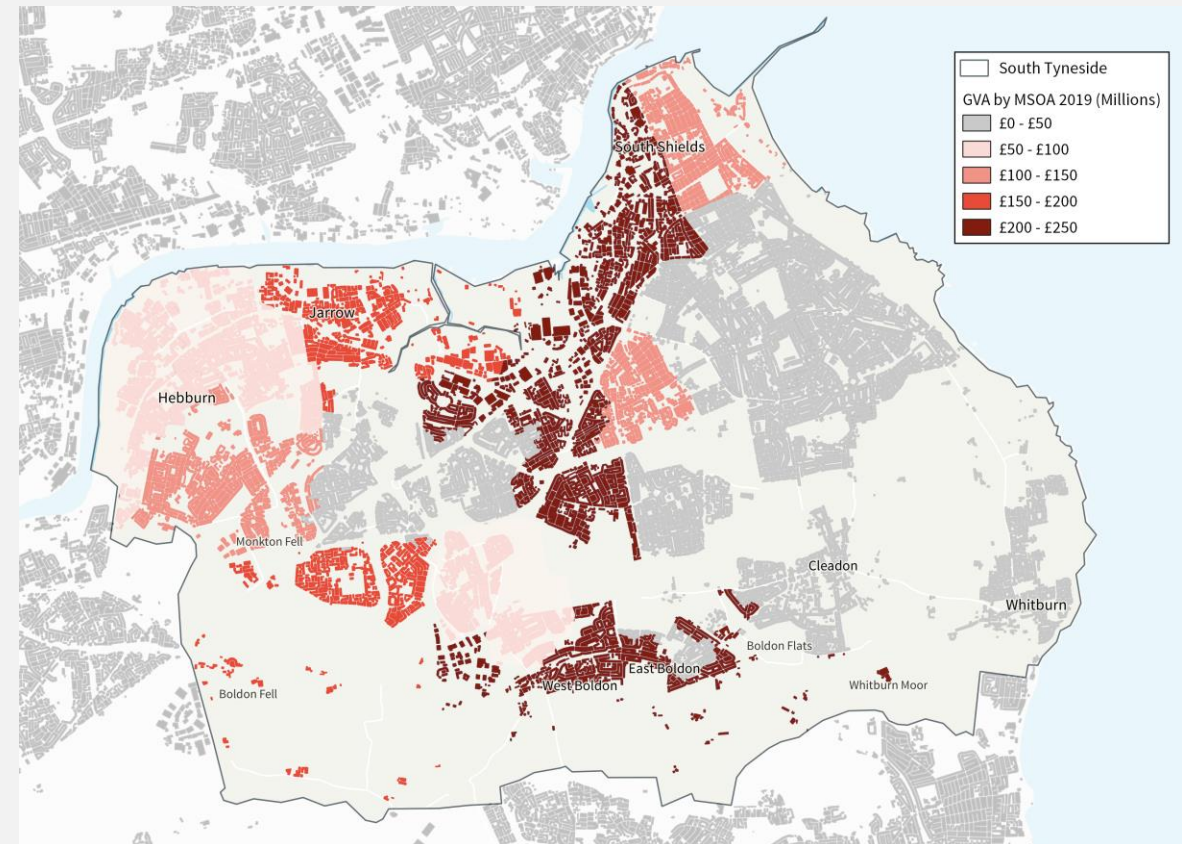 South Tyneside
GVA by MSOA 2019 (Millions)
£0 - £50
£50 - £100
£100 - £150
£150 - £200
£200 - £250
South Shields
Jarrow
Hebburn
Monkton Fell
Cleadon
Whitburn
Boldon Flats
East Boldon
West Boldon
Whitburn Moor
Boldon Fell